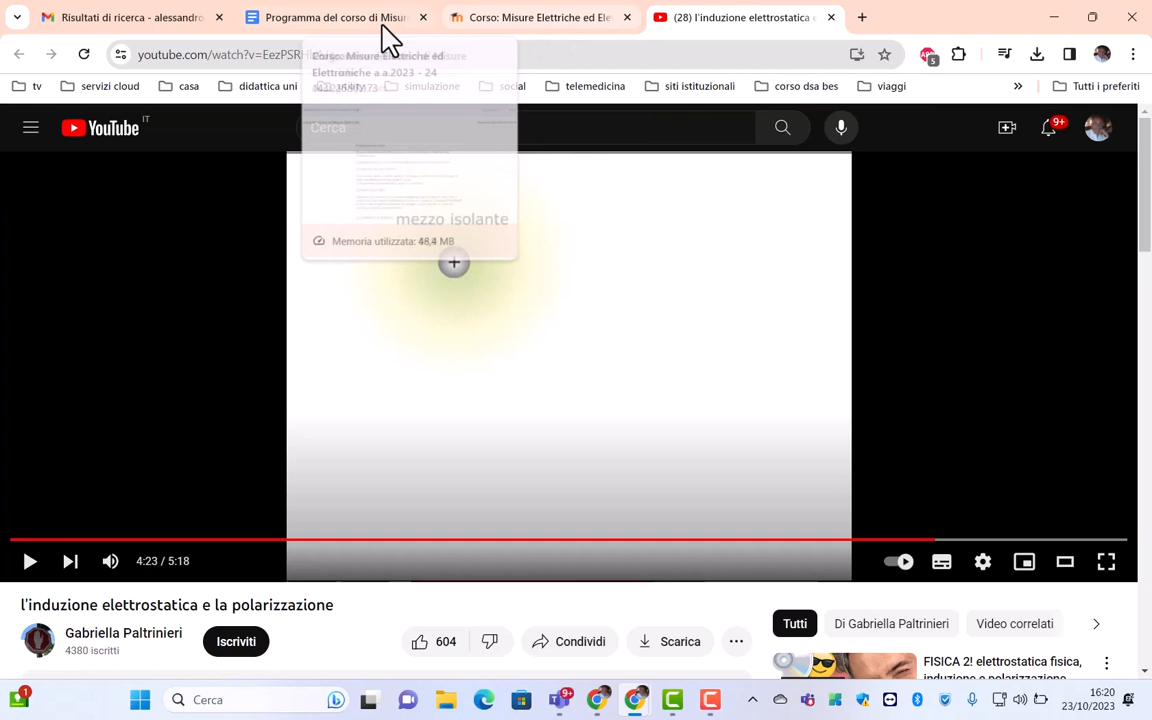 Risultati di ricerca - alessandro
Programma del corso di Misur
Corso: Misure Elettriche ed Ele
(28) l'induzione elettrostatica e
youtube.com/watch?v=EezPSR
5
Corso: Misure Elettriche ed
Elettroniche a.a.2023 - 24
tv
servizi cloud
casa
didattica uni
utility
simulazione
social
telemedicina
siti istituzionali
corso dsa bes
viaggi
»
Tutti i preferiti
YouTube IT
Cerca
9+
mezzo isolante
Memoria utilizzata: MB
+
4:23 / 5:18
l'induzione elettrostatica e la polarizzazione
Gabriella Paltrinieri
4380 iscritti
Iscriviti
604
Condividi
Scarica
Tutti
Di Gabriella Paltrinieri
Video correlati
FISICA 2! elettrostatica fisica,
induzione e polarizzazione
1
Cerca
9+
16:20
23/10/2023